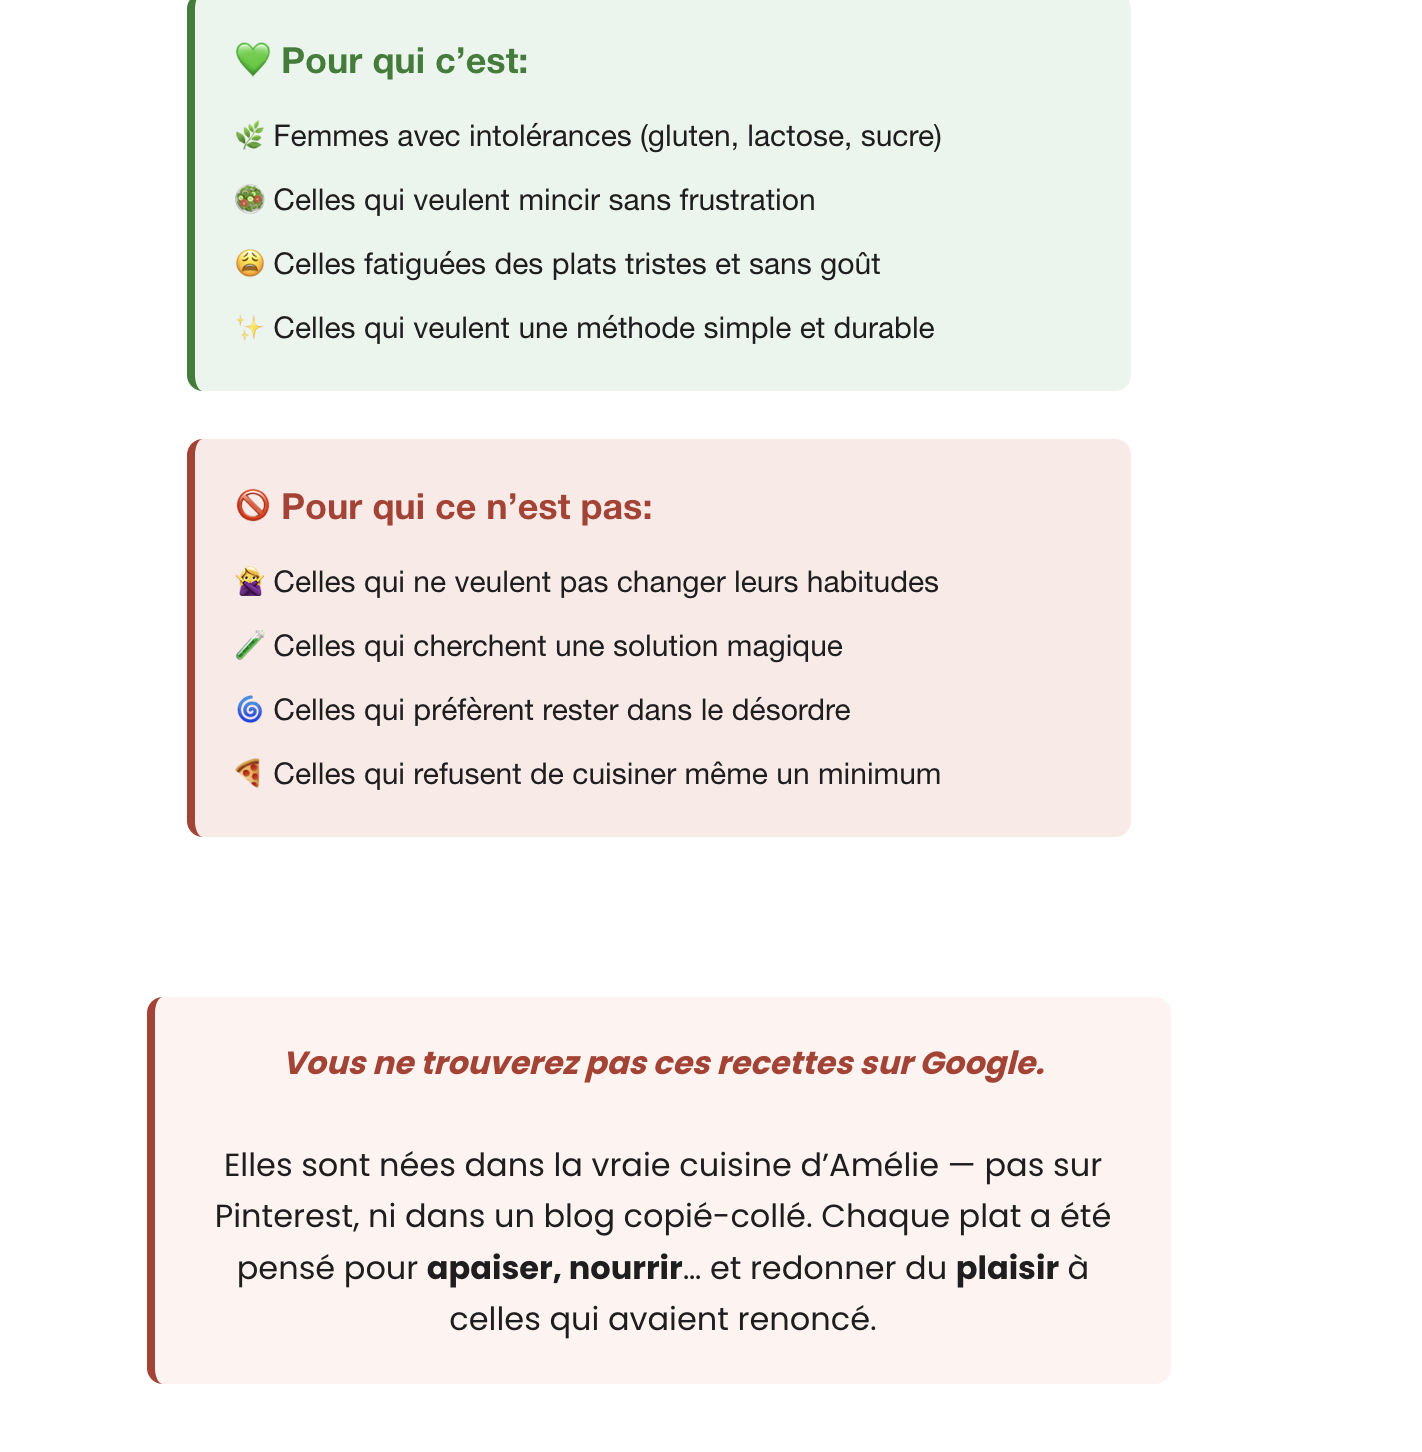 💚 Pour qui c’est:
🌿 Femmes avec intolérances (gluten, lactose, sucre)
🥗 Celles qui veulent mincir sans frustration
😩 Celles fatiguées des plats tristes et sans goût
✨ Celles qui veulent une méthode simple et durable
🚫 Pour qui ce n’est pas:
🙅‍♀️ Celles qui ne veulent pas changer leurs habitudes
🧪 Celles qui cherchent une solution magique
🌀 Celles qui préfèrent rester dans le désordre
🍕 Celles qui refusent de cuisiner même un minimum
Vous ne trouverez pas ces recettes sur Google.
Elles sont nées dans la vraie cuisine d’Amélie — pas sur
Pinterest, ni dans un blog copié-collé. Chaque plat a été
pensé pour apaiser, nourrir… et redonner du plaisir à
celles qui avaient renoncé.